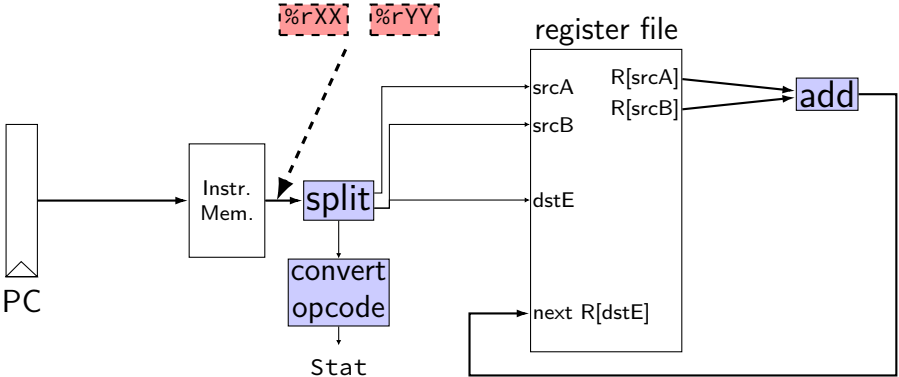 %rXX %rYY
register file
srcA
R[srcA]
srcB
R[srcB]
add
Instr.
Mem.
split
dstE
convert
opcode
PC
next R[dstE]
Stat